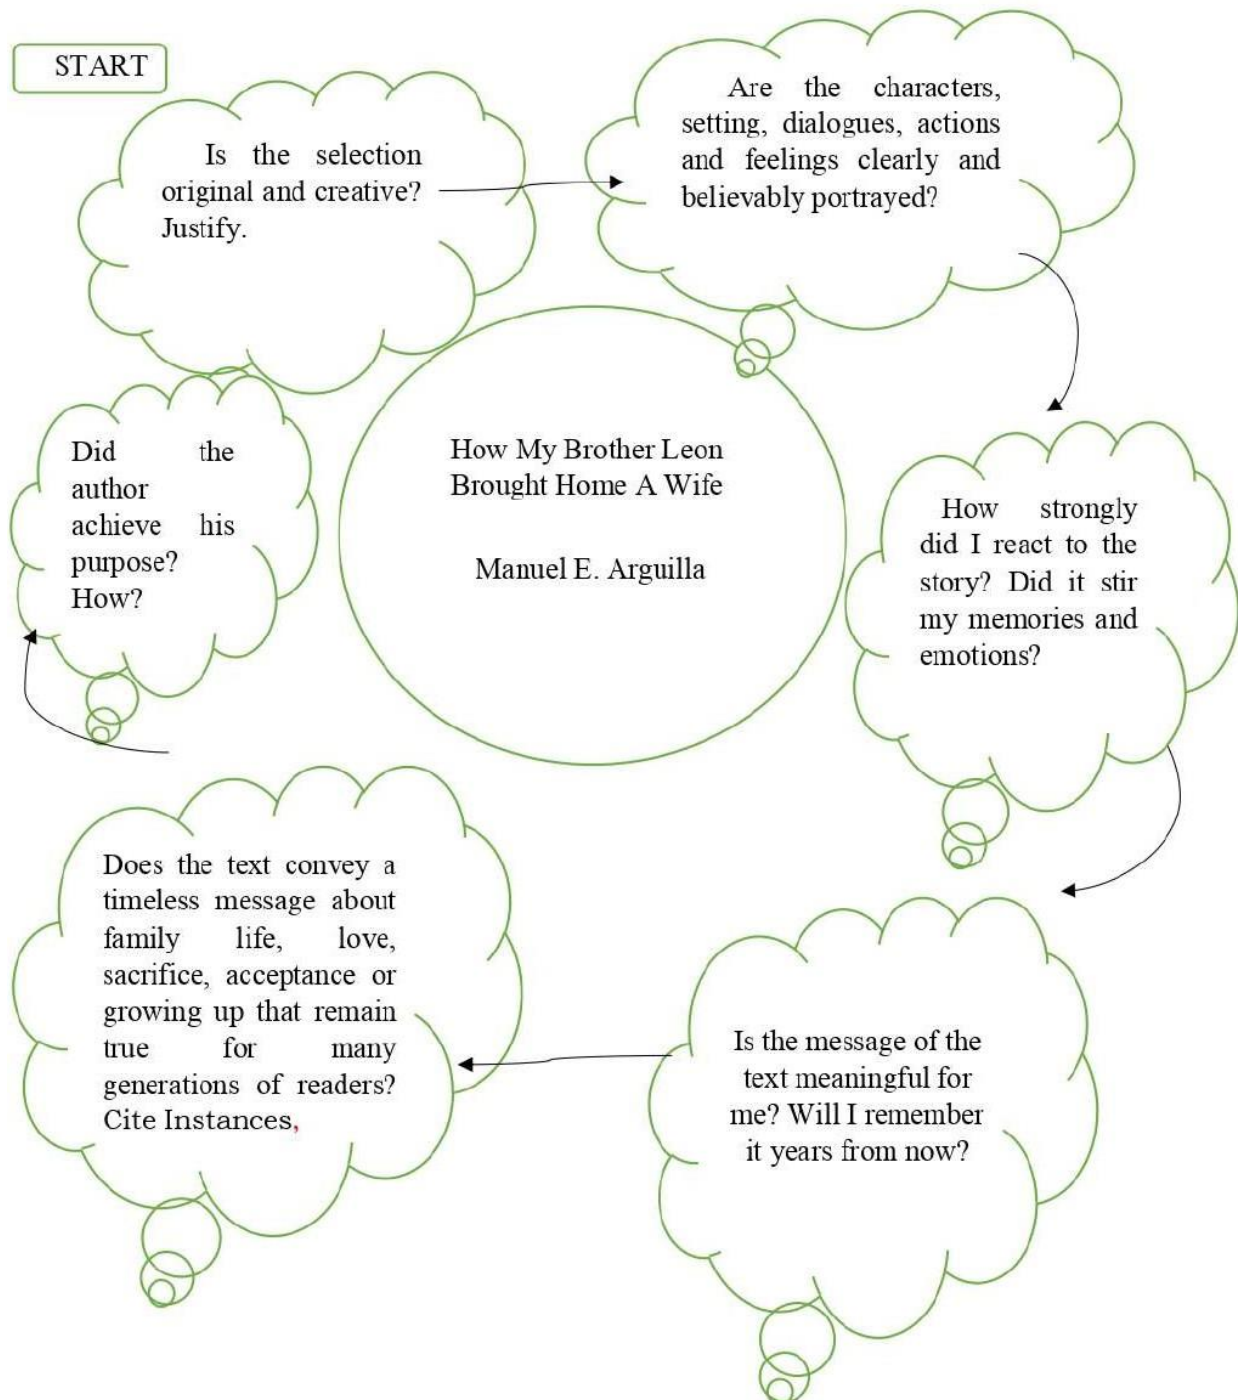 START
Is the selection
original and creative?
Justify.
Are the characters,
setting, dialogues, actions
and feelings clearly and
believably portrayed?
How strongly
did I react to the
story? Did it stir
my memories and
emotions?
Is the message of the
text meaningful for
me? Will I remember
it years from now?
Does the text convey a
timeless message about
family life, love,
sacrifice, acceptance or
growing up that remain
true for many
generations of readers?
Cite Instances,
Did the
author
achieve his
purpose?
How?
How My Brother Leon
Brought Home A Wife
Manuel E. Arguilla